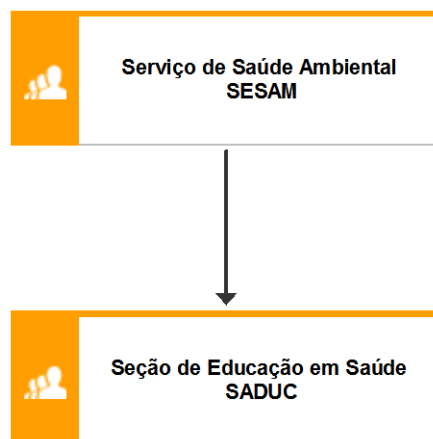 Serviço de Saúde Ambiental
SESAM
Seção de Educação em Saúde
SADUC